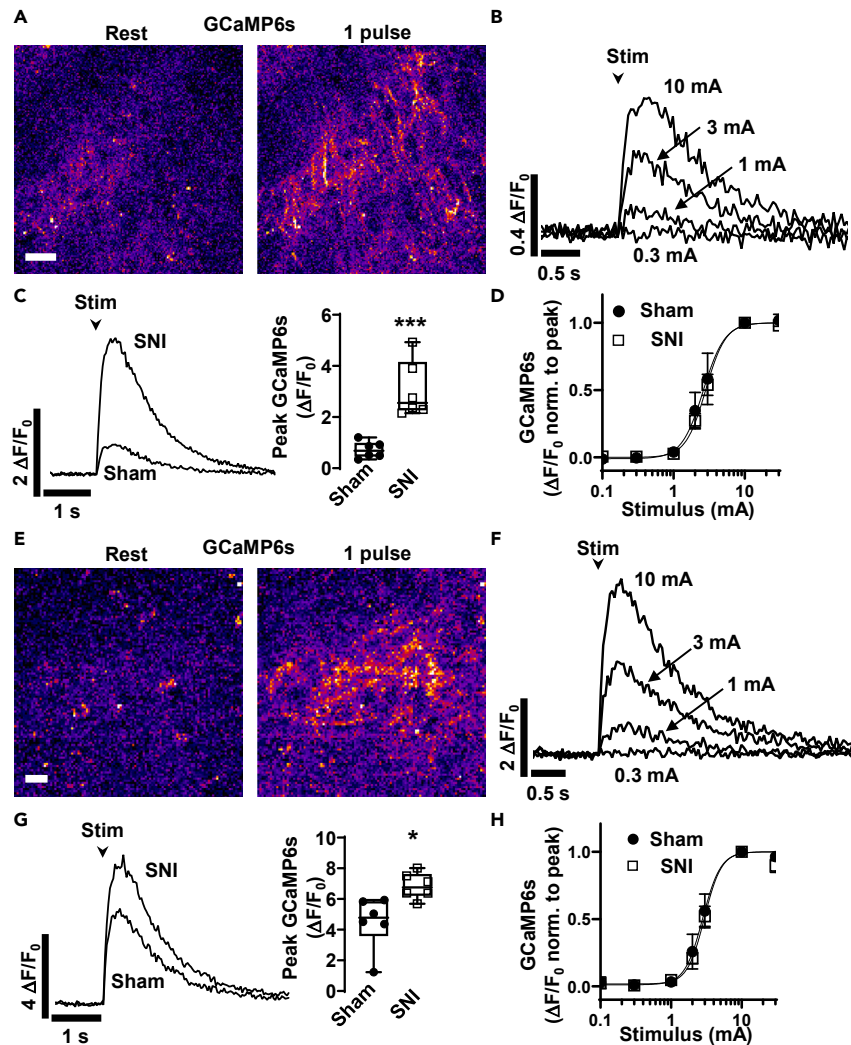 A
Rest
GCaMP6s
1 pulse
B
Stim
10 mA
3 mA
1 mA
0.3 mA
0.4 ΔF/F0
0.5 s
C
Stim
SNI
Sham
2 ΔF/F0
1 s
Peak GCaMP6s
(ΔF/F0)
6
4
2
0
***
Sham
SNI
D
Sham
SNI
GCaMP6s
(ΔF/F0 norm. to peak)
1.0
0.5
0.0
0.1
1
10
Stimulus (mA)
E
Rest
GCaMP6s
1 pulse
F
Stim
10 mA
3 mA
1 mA
0.3 mA
2 ΔF/F0
0.5 s
G
Stim
SNI
Sham
4 ΔF/F0
1 s
Peak GCaMP6s
(ΔF/F0)
10
8
6
4
2
0
*
Sham
SNI
H
Sham
SNI
GCaMP6s
(ΔF/F0 norm. to peak)
1.0
0.5
0.0
0.1
1
10
Stimulus (mA)